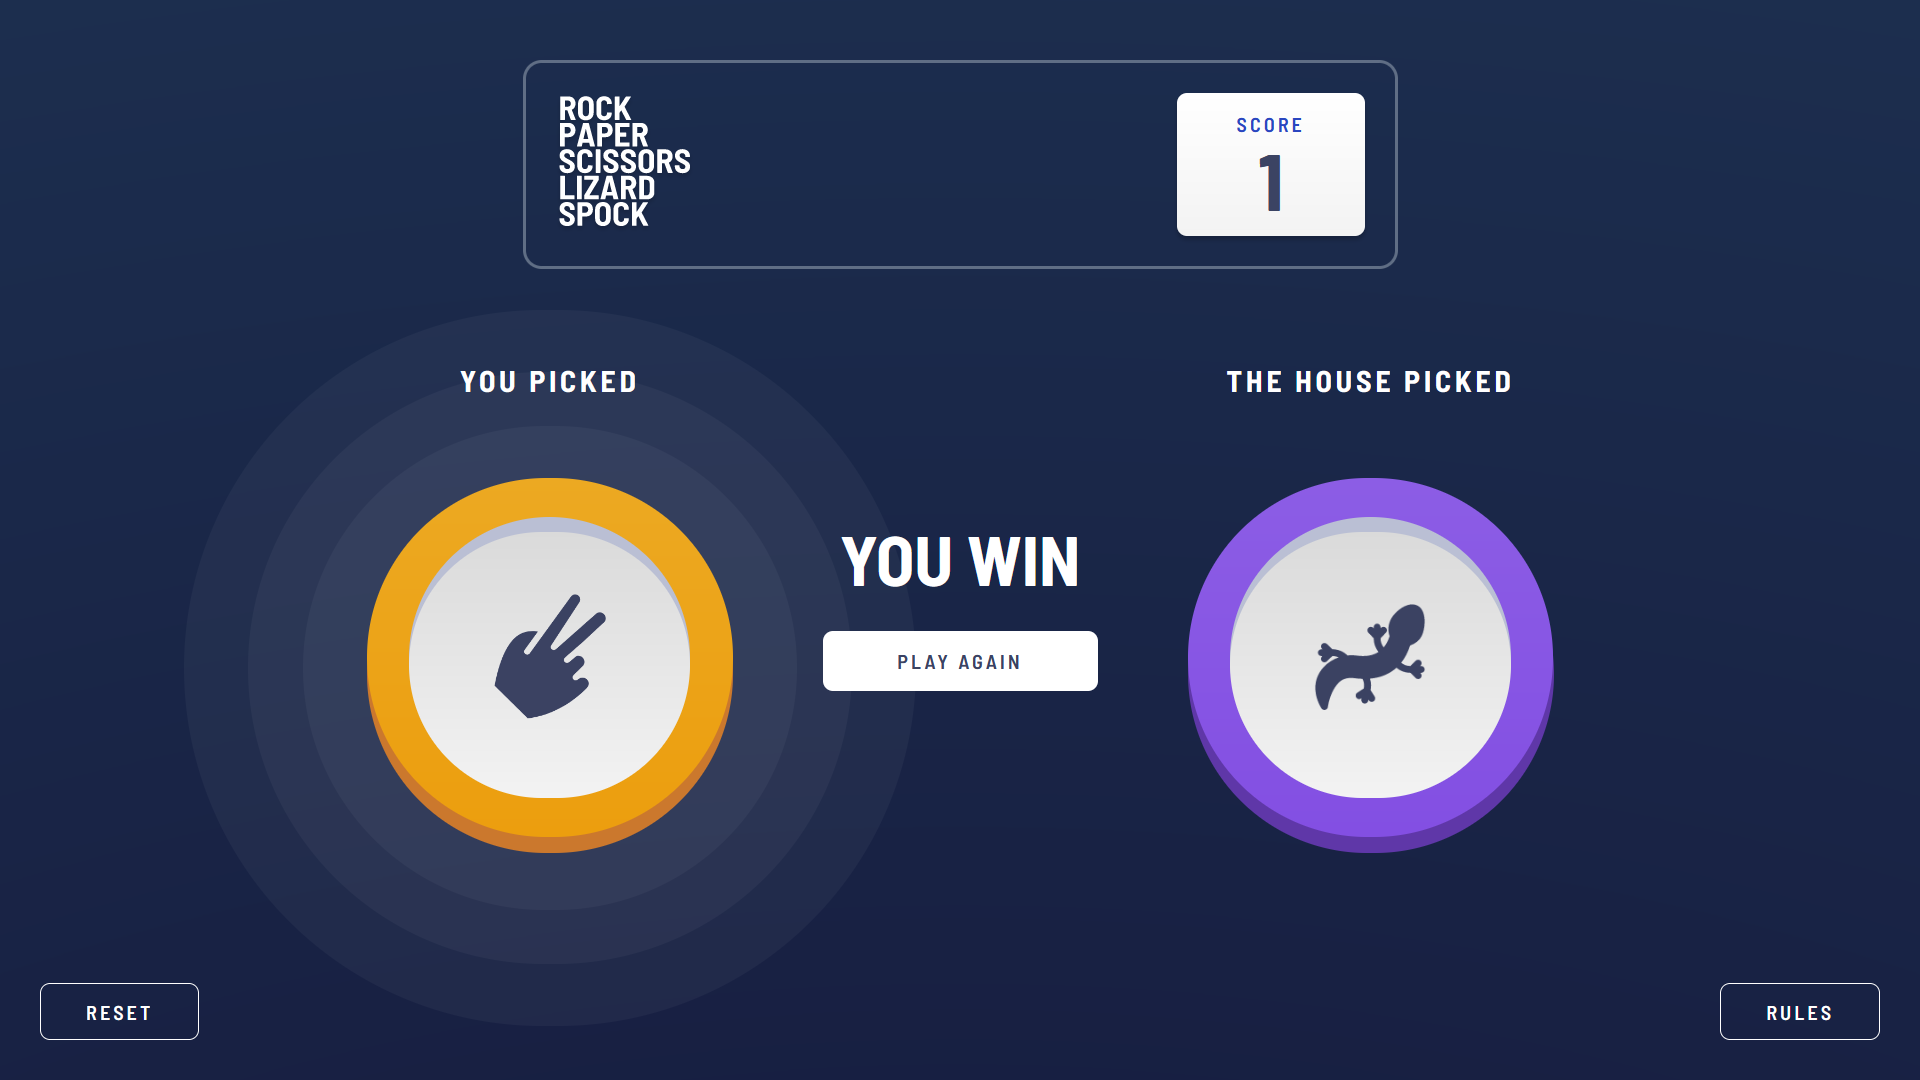 ROCK
PAPER
SCISSORS
LIZARD
SPOCK
SCORE
1
YOU PICKED
THE HOUSE PICKED
YOU WIN
PLAY AGAIN
RESET
RULES